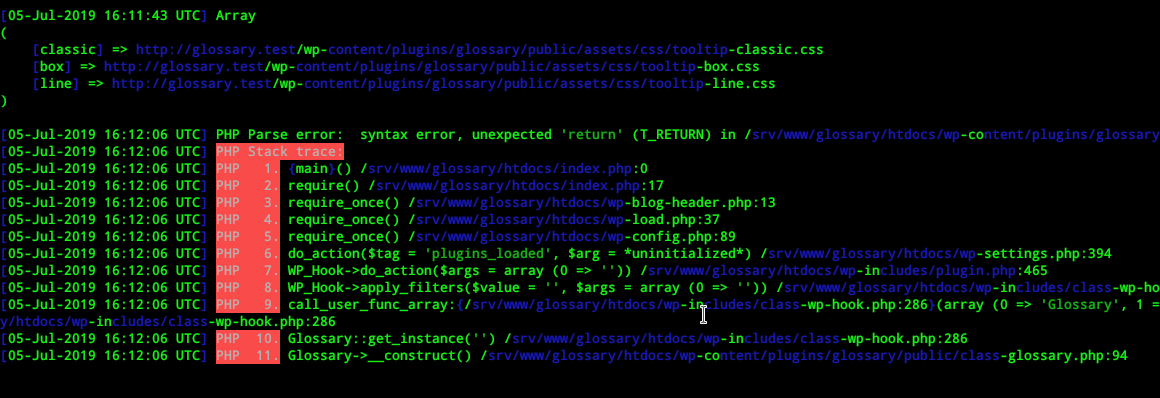 [05-Jul-2019 16:11:43 UTC] Array
(
    [classic] => http://glossary.test/wp-content/plugins/glossary/public/assets/css/tooltip-classic.css
    [box] => http://glossary.test/wp-content/plugins/glossary/public/assets/css/tooltip-box.css
    [line] => http://glossary.test/wp-content/plugins/glossary/public/assets/css/tooltip-line.css
)
[05-Jul-2019 16:12:06 UTC] PHP Parse error:  syntax error, unexpected 'return' (T_RETURN) in /srv/www/glossary/htdocs/wp-content/plugins/glossary
[05-Jul-2019 16:12:06 UTC] PHP Stack trace:
[05-Jul-2019 16:12:06 UTC] PHP   1. {main}() /srv/www/glossary/htdocs/index.php:0
[05-Jul-2019 16:12:06 UTC] PHP   2. require() /srv/www/glossary/htdocs/index.php:17
[05-Jul-2019 16:12:06 UTC] PHP   3. require_once() /srv/www/glossary/htdocs/wp-blog-header.php:13
[05-Jul-2019 16:12:06 UTC] PHP   4. require_once() /srv/www/glossary/htdocs/wp-load.php:37
[05-Jul-2019 16:12:06 UTC] PHP   5. require_once() /srv/www/glossary/htdocs/wp-config.php:89
[05-Jul-2019 16:12:06 UTC] PHP   6. do_action($tag = 'plugins_loaded', $arg = *uninitialized*) /srv/www/glossary/htdocs/wp-settings.php:394
[05-Jul-2019 16:12:06 UTC] PHP   7. WP_Hook->do_action($args = array (0 => '')) /srv/www/glossary/htdocs/wp-includes/plugin.php:465
[05-Jul-2019 16:12:06 UTC] PHP   8. WP_Hook->apply_filters($value = '', $args = array (0 => '')) /srv/www/glossary/htdocs/wp-includes/class-wp-ho
[05-Jul-2019 16:12:06 UTC] PHP   9. call_user_func_array:{/srv/www/glossary/htdocs/wp-includes/class-wp-hook.php:286}(array (0 => 'Glossary', 1 =
y/htdocs/wp-includes/class-wp-hook.php:286
[05-Jul-2019 16:12:06 UTC] PHP  10. Glossary::get_instance('') /srv/www/glossary/htdocs/wp-includes/class-wp-hook.php:286
[05-Jul-2019 16:12:06 UTC] PHP  11. Glossary->__construct() /srv/www/glossary/htdocs/wp-content/plugins/glossary/public/class-glossary.php:94